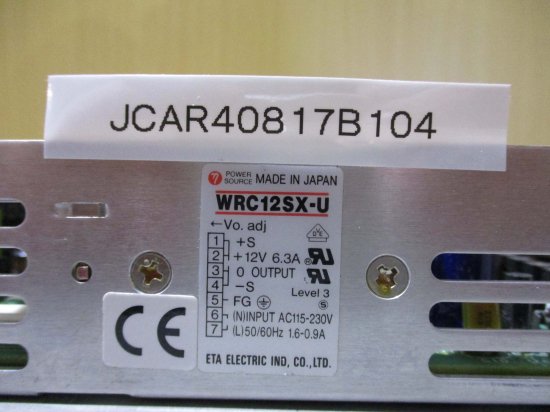 JCAR40817B104
POWER SOURCE MADE IN JAPAN
WRC12SX-U
←Vo. adj
1 +S
2 +12V 6.3A
3 0 OUTPUT
4 -S
Level 3
5 FG
6 (N)INPUT AC115-230V
7 (L)50/60Hz 1.6-0.9A
ETA ELECTRIC IND, CO., LTD.
CE